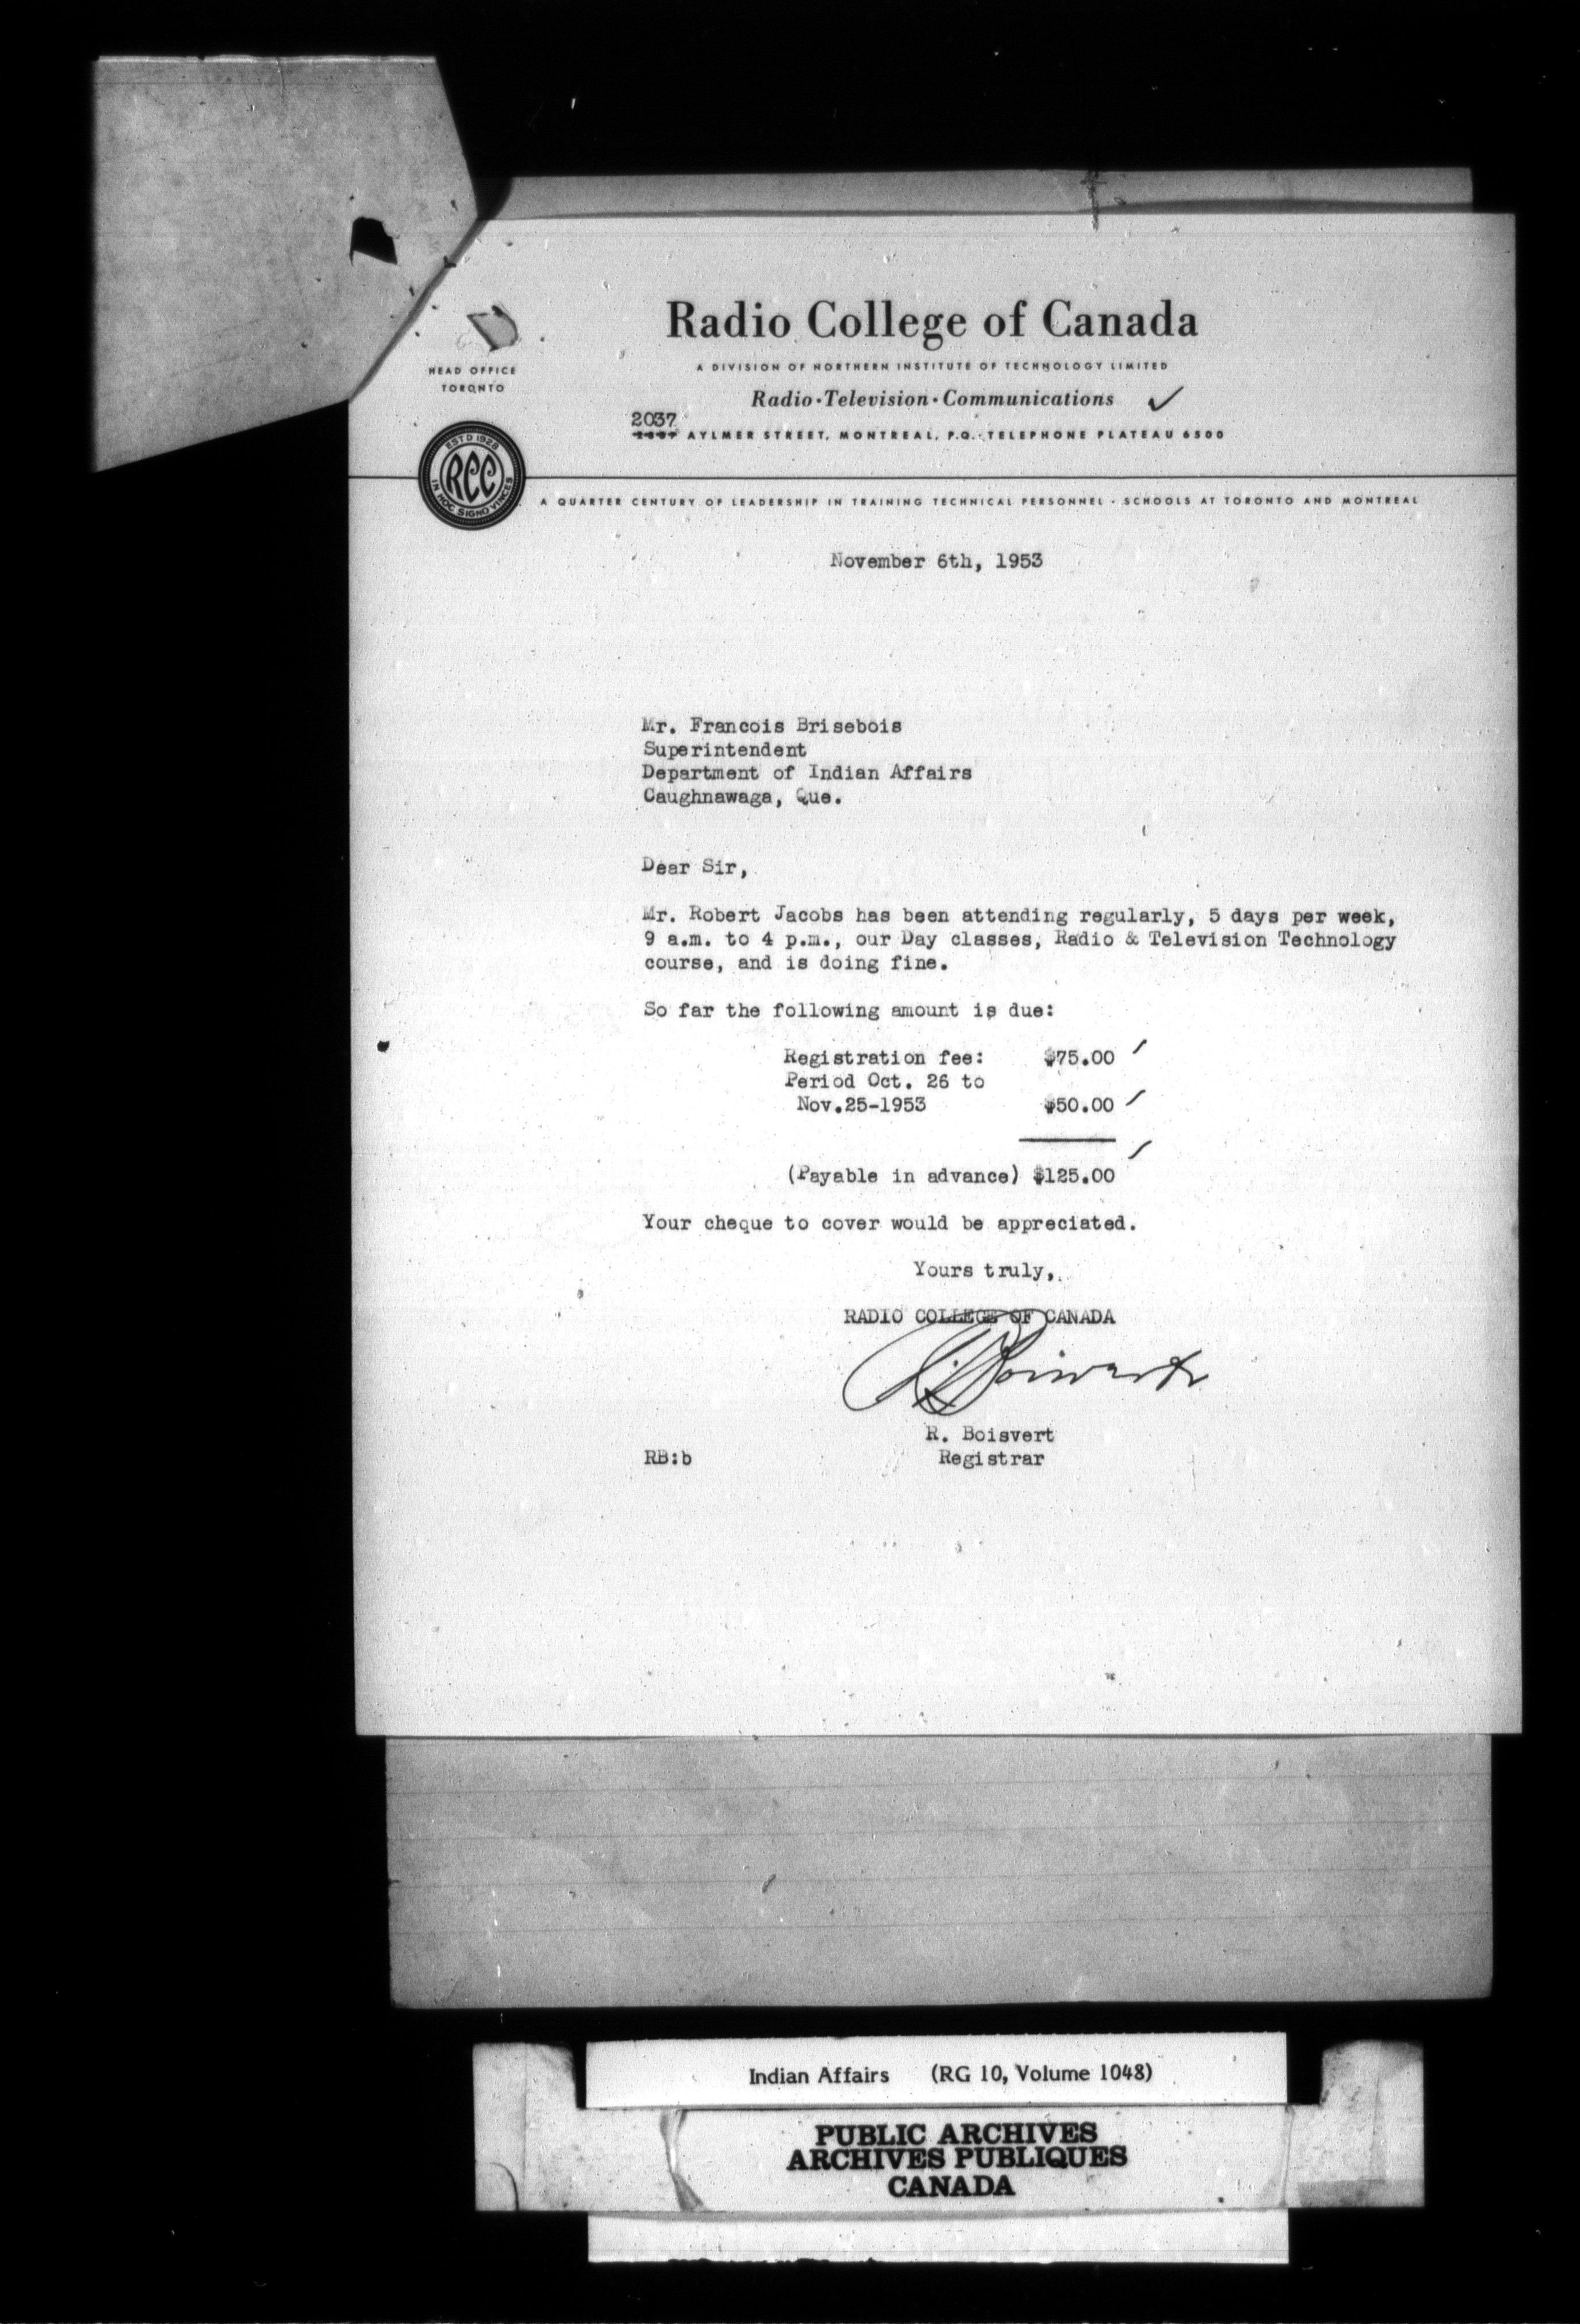 Radio College of Canada
HEAD OFFICE
TORONTO
A DIVISION OF NORTHERN INSTITUTE OF TECHNOLOGY LIMITED
Radio·Television·Communications
2037
AYLMER STREET, MONTREAL, P.Q. · TELEPHONE PLATEAU 6500
EST'D 1928
RCC
IN HOC SIGNO VINCES
A QUARTER CENTURY OF LEADERSHIP IN TRAINING TECHNICAL PERSONNEL · SCHOOLS AT TORONTO AND MONTREAL
November 6th, 1953
Mr. Francois Brisebois
Superintendent
Department of Indian Affairs
Caughnawaga, Que.
Dear Sir,
Mr. Robert Jacobs has been attending regularly, 5 days per week,
9 a.m. to 4 p.m., our Day classes, Radio & Television Technology
course, and is doing fine.
So far the following amount is due:
Registration fee: $75.00
Period Oct. 26 to
Nov.25-1953 $50.00
(Payable in advance) $125.00
Your cheque to cover would be appreciated.
Yours truly,
RADIO COLLEGE OF CANADA
R. Boisvert
R. Boisvert
RB:b Registrar
Indian Affairs (RG 10, Volume 1048)
PUBLIC ARCHIVES
ARCHIVES PUBLIQUES
CANADA